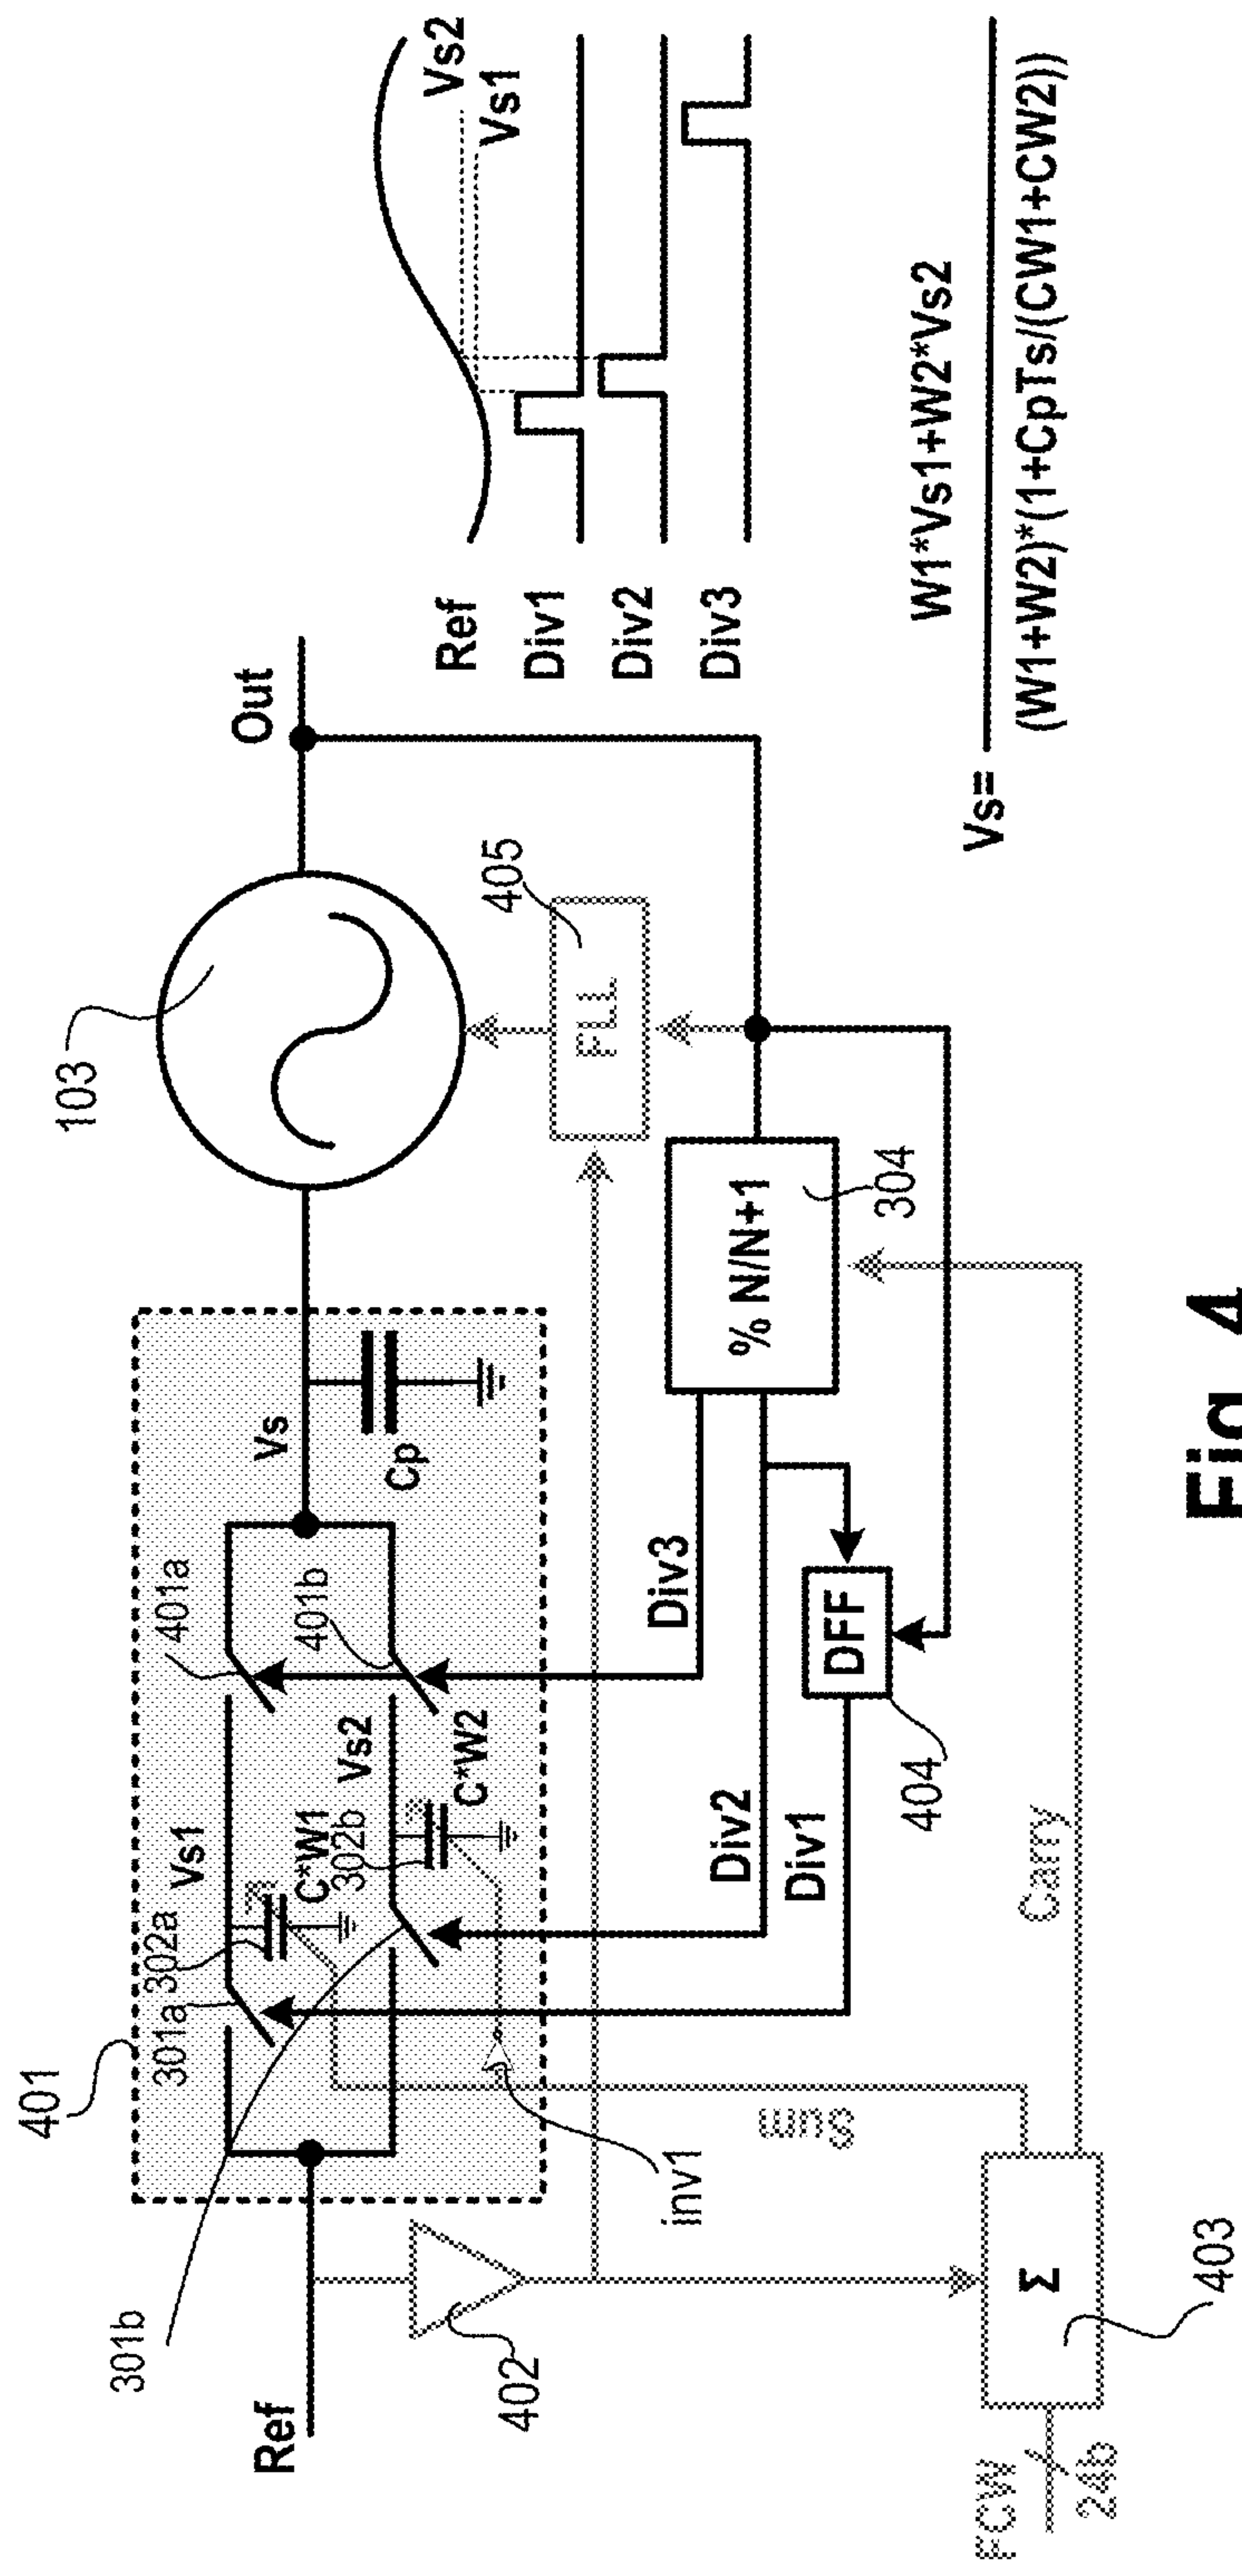 401
301b
Ref
402
301a
302a
Vs1
C*W1
302b
Vs2
C*W2
401a
401b
Vs
Cp
103
Out
inv1
Sum
Div3
Div2
Div1
DFF
404
% N/N+1
304
FLL
405
FCW
24b
Σ
403
Carry
Ref
Vs2
Vs1
Div1
Div2
Div3
Vs=
W1*Vs1+W2*Vs2
(W1+W2)*(1+CpTs/(CW1+CW2))
Fig. 4